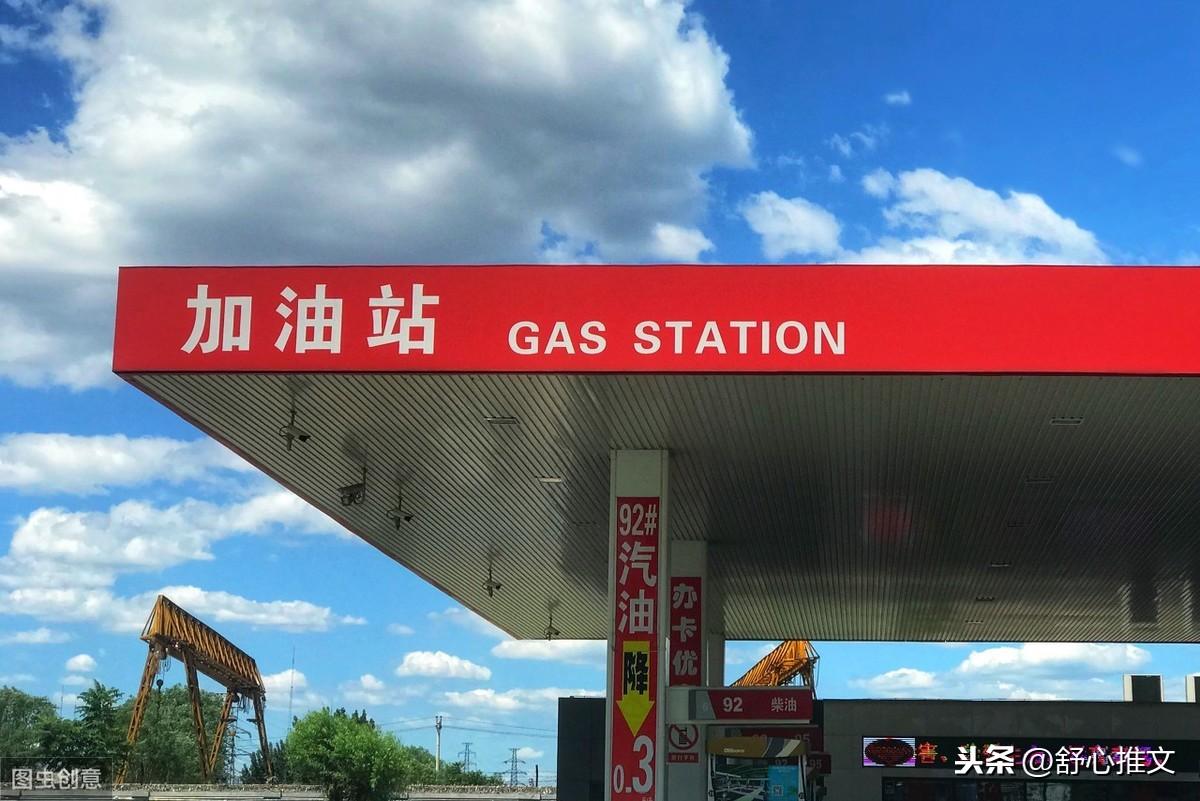 加油站 GAS STATION
92#
汽
油
降
0.3
办
卡
优
92 柴油
95
图虫创意
头条 @舒心推文